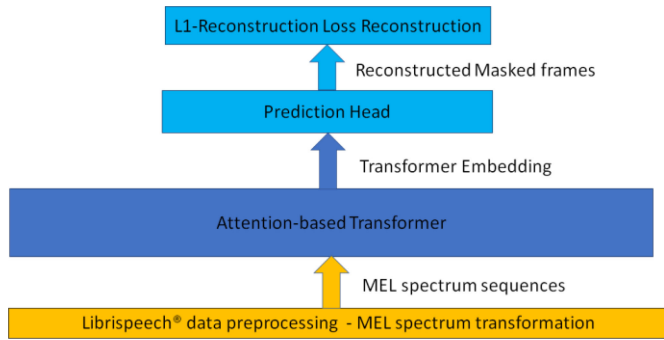 L1-Reconstruction Loss Reconstruction
Reconstructed Masked frames
Prediction Head
Transformer Embedding
Attention-based Transformer
MEL spectrum sequences
Librispeech® data preprocessing - MEL spectrum transformation